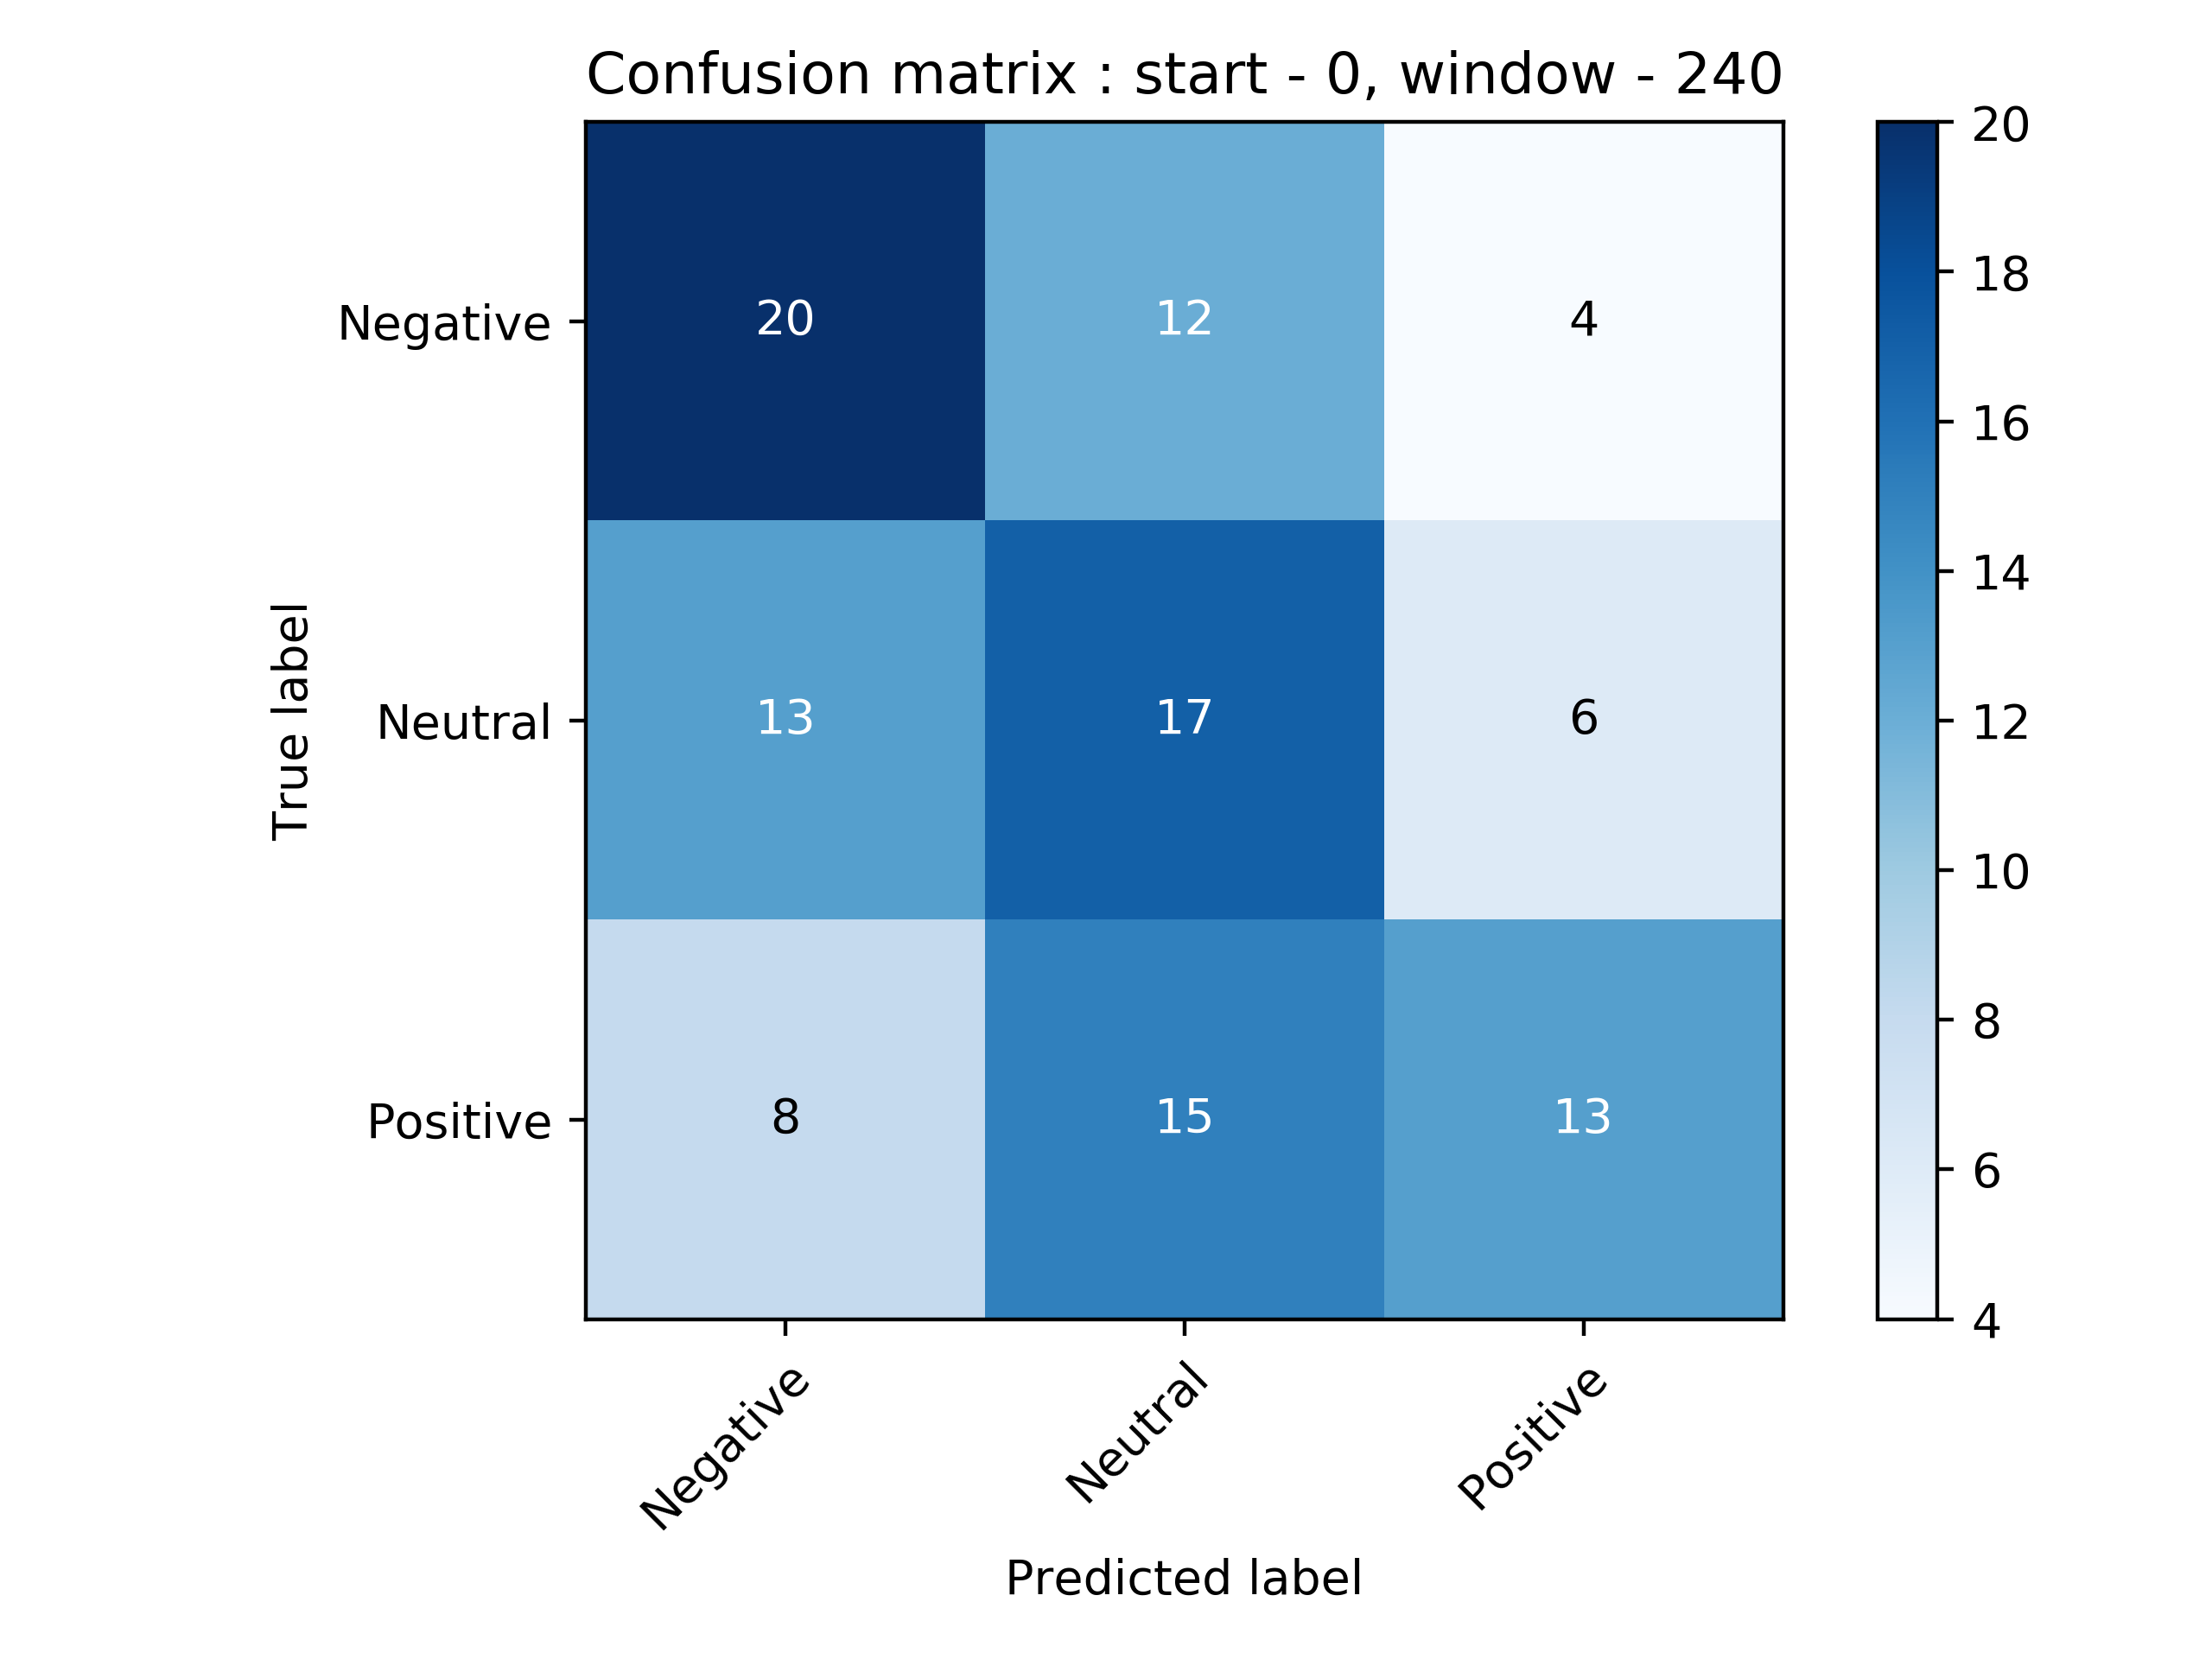 Confusion matrix : start - 0, window - 240
True label
Negative
20 12 4
Neutral
13 17 6
Positive
8 15 13
Negative
Neutral
Positive
Predicted label
20
18
16
14
12
10
8
6
4